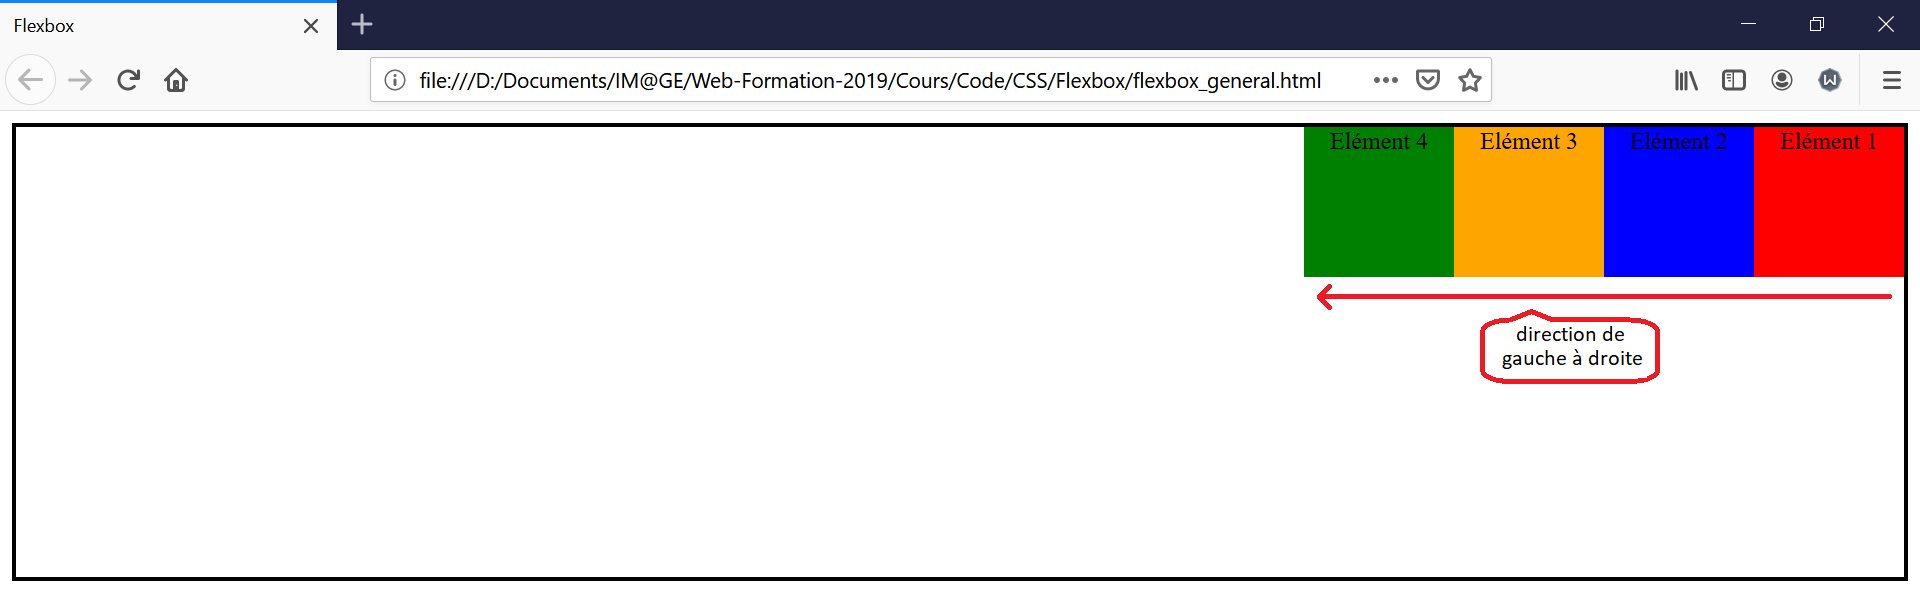 Flexbox
file:///D:/Documents/IM@GE/Web-Formation-2019/Cours/Code/CSS/Flexbox/flexbox_general.html
Elément 4 Elément 3 Elément 2 Elément 1
direction de
gauche à droite